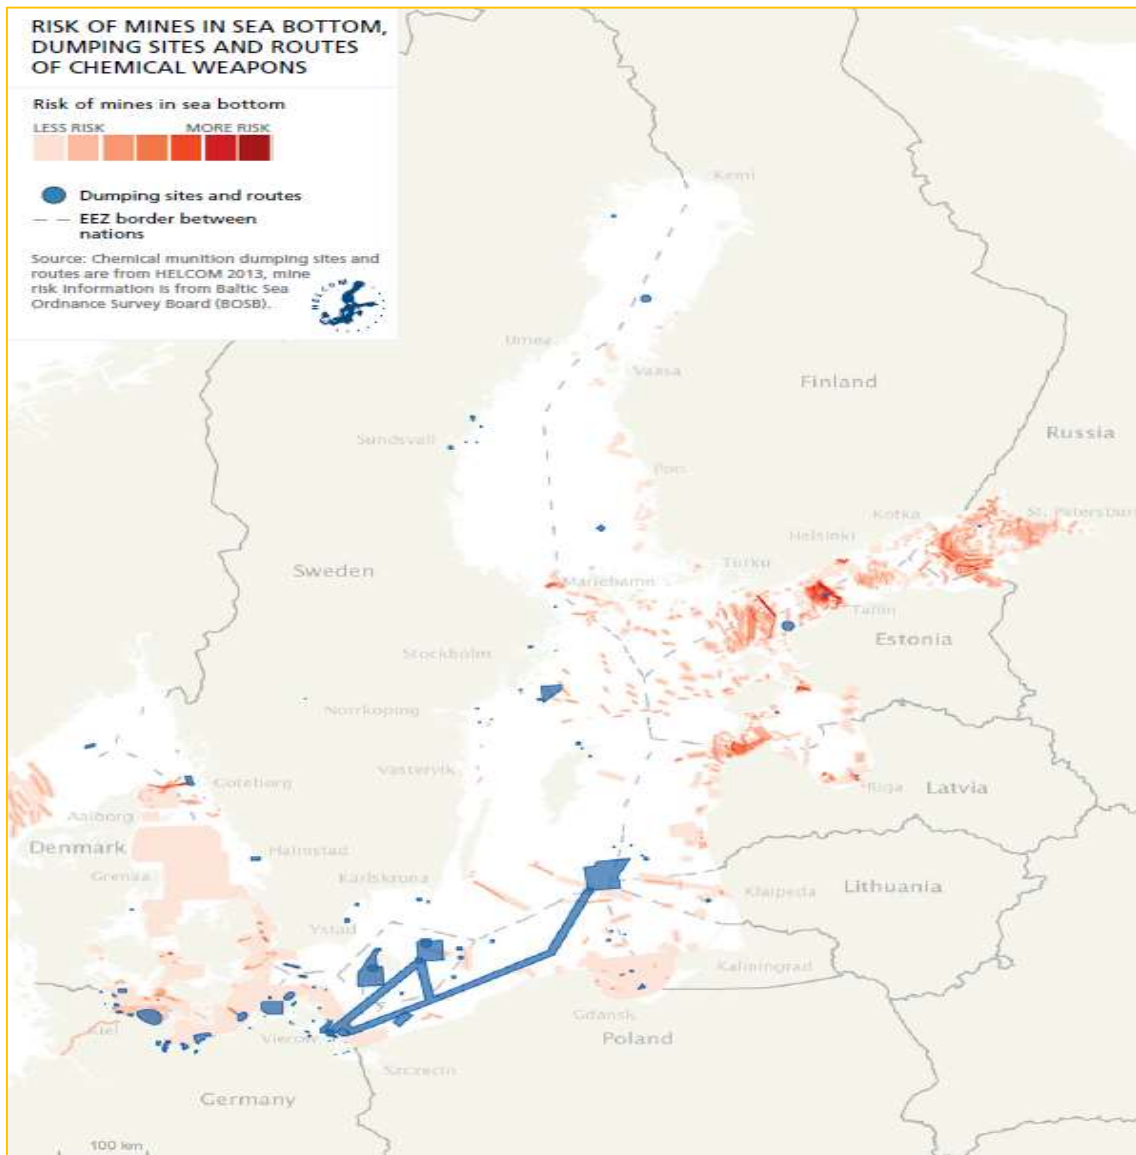 RISK OF MINES IN SEA BOTTOM,
DUMPING SITES AND ROUTES
OF CHEMICAL WEAPONS
Risk of mines in sea bottom
LESS RISK MORE RISK
Dumping sites and routes
EEZ border between
nations
Source: Chemical munition dumping sites and
routes are from HELCOM 2013, mine
risk information is from Baltic Sea
Ordnance Survey Board (BOSB).
HELCOM
Kemi
Umea
Vaasa
Finland
Sundsvall
Russia
Pori
Kotka
St. Petersburg
Helsinki
Turku
Sweden
Mariehamn
Tallin
Estonia
Stockholm
Norrkoping
Vastervik
Goteborg
Riga
Latvia
Aalborg
Denmark
Halmstad
Grenaa
Karlskrona
Klaipeda
Lithuania
Ystad
Kaliningrad
Gdansk
Kiel
Vierow
Poland
Szczecin
Germany
100 km